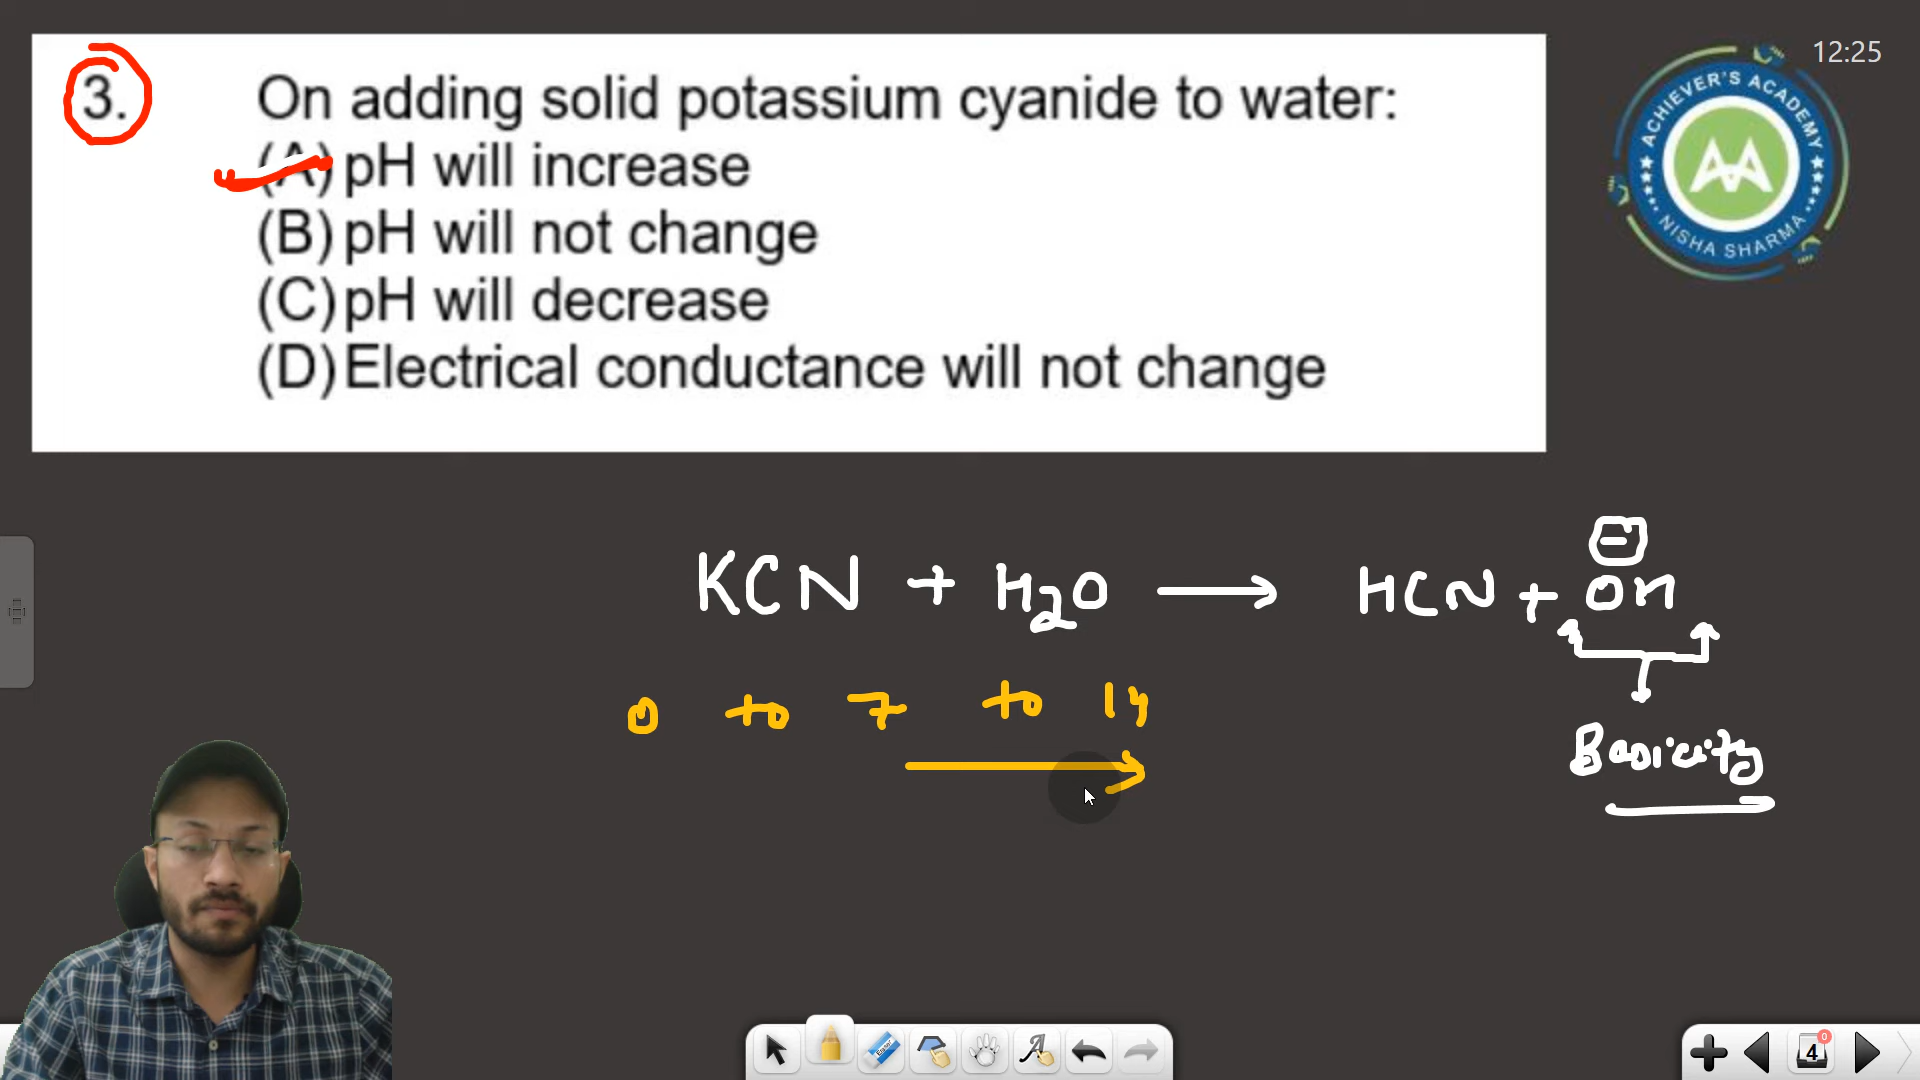 12:25
ACHIEVER'S ACADEMY
NISHA SHARMA
3. On adding solid potassium cyanide to water:
(A) pH will increase
(B) pH will not change
(C) pH will decrease
(D) Electrical conductance will not change
KCN + H2O → HCN + OH⊖
0 to 7 to 14
Basicity
Eraser
A
4
0